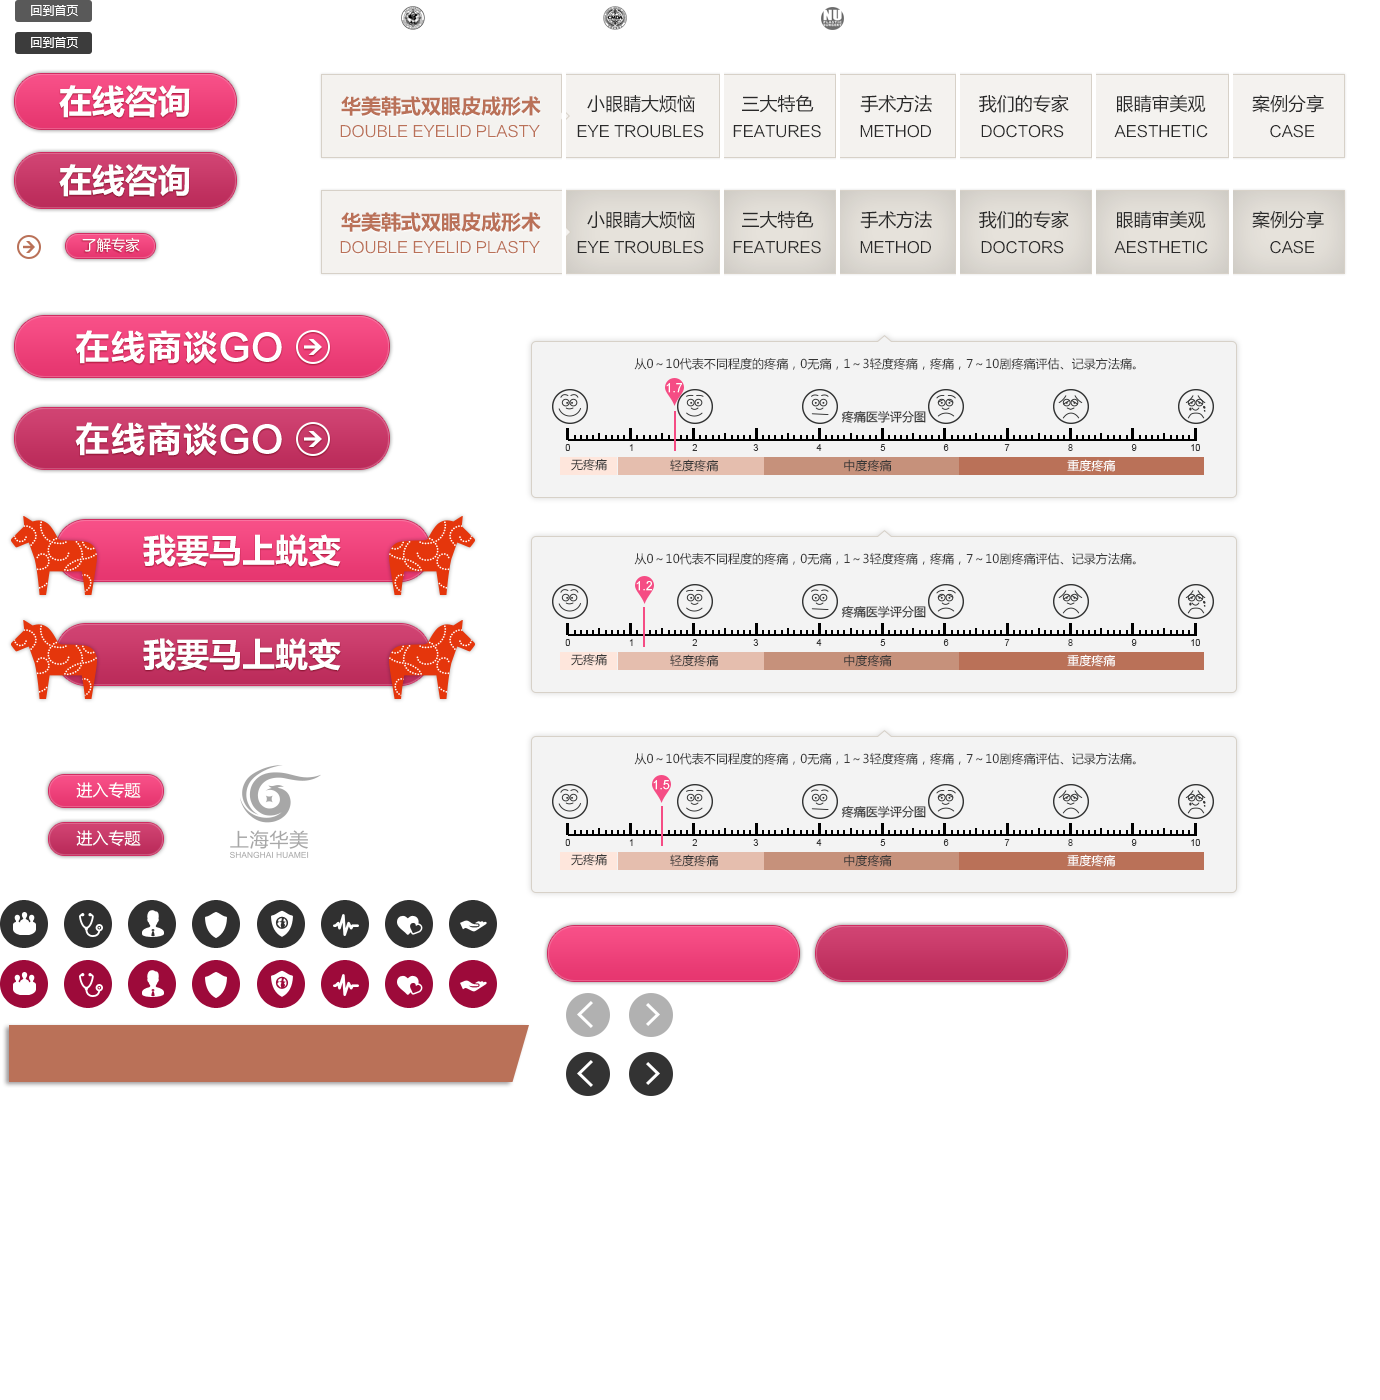 回到首页
回到首页
CMDA
NU
在线咨询
在线咨询
了解专家
华美韩式双眼皮成形术
DOUBLE EYELID PLASTY
小眼睛大烦恼
EYE TROUBLES
三大特色
FEATURES
手术方法
METHOD
我们的专家
DOCTORS
眼睛审美观
AESTHETIC
案例分享
CASE
华美韩式双眼皮成形术
DOUBLE EYELID PLASTY
小眼睛大烦恼
EYE TROUBLES
三大特色
FEATURES
手术方法
METHOD
我们的专家
DOCTORS
眼睛审美观
AESTHETIC
案例分享
CASE
在线商谈GO
在线商谈GO
我要马上蜕变
我要马上蜕变
进入专题
进入专题
上海华美
SHANGHAI HUAMEI
从0~10代表不同程度的疼痛，0无痛，1~3轻度疼痛，疼痛，7~10剧疼痛评估、记录方法痛。
1.7
疼痛医学评分图
0 1 2 3 4 5 6 7 8 9 10
无疼痛 轻度疼痛 中度疼痛 重度疼痛
从0~10代表不同程度的疼痛，0无痛，1~3轻度疼痛，疼痛，7~10剧疼痛评估、记录方法痛。
1.2
疼痛医学评分图
0 1 2 3 4 5 6 7 8 9 10
无疼痛 轻度疼痛 中度疼痛 重度疼痛
从0~10代表不同程度的疼痛，0无痛，1~3轻度疼痛，疼痛，7~10剧疼痛评估、记录方法痛。
1.5
疼痛医学评分图
0 1 2 3 4 5 6 7 8 9 10
无疼痛 轻度疼痛 中度疼痛 重度疼痛